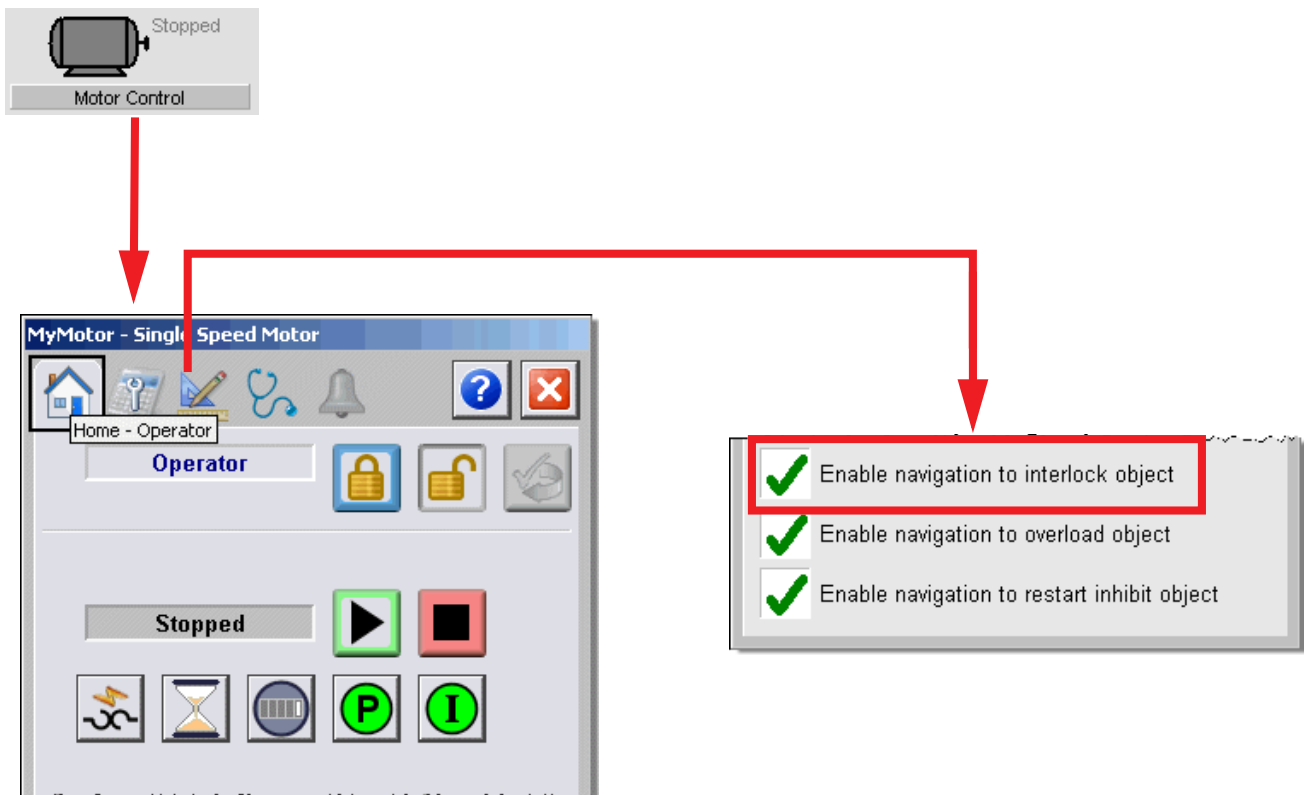 Stopped
Motor Control
MyMotor - Single Speed Motor
?
Home - Operator
Operator
Stopped
P
I
Enable navigation to interlock object
Enable navigation to overload object
Enable navigation to restart inhibit object